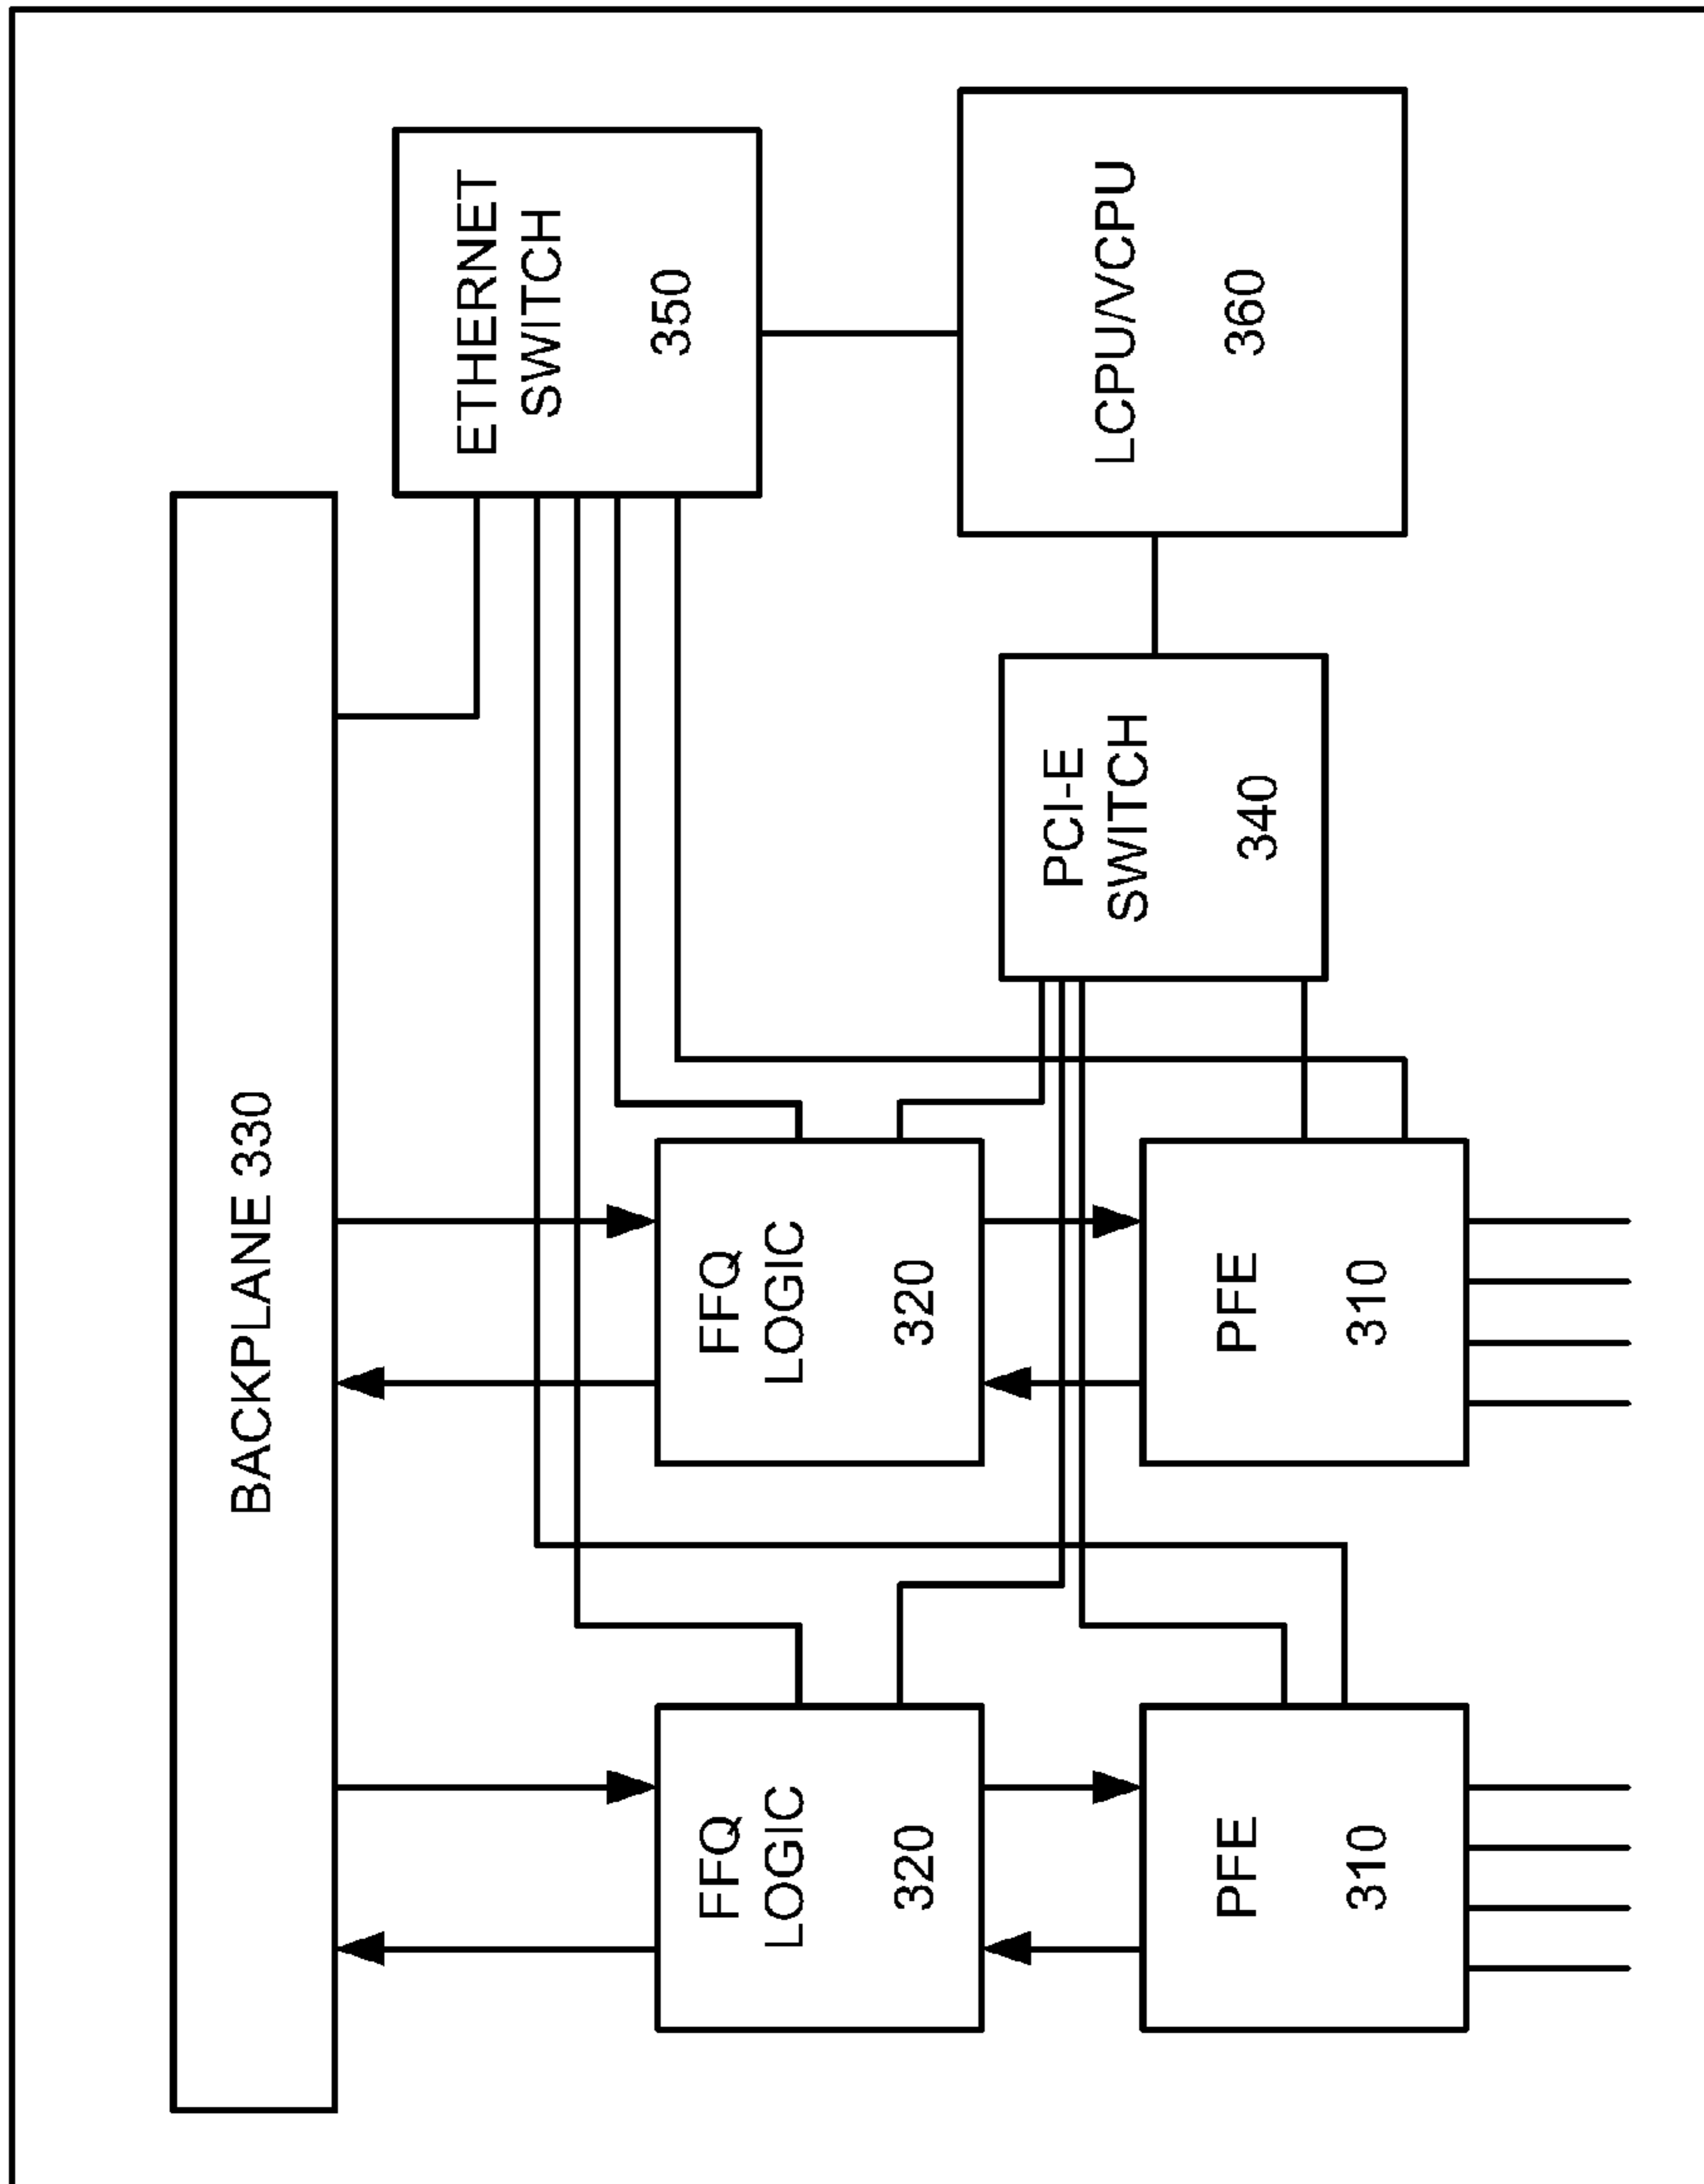 BACKPLANE 330
ETHERNET
SWITCH
350
FFQ
LOGIC
320
FFQ
LOGIC
320
PCI-E
SWITCH
340
LCPU/VCPU
360
PFE
310
PFE
310